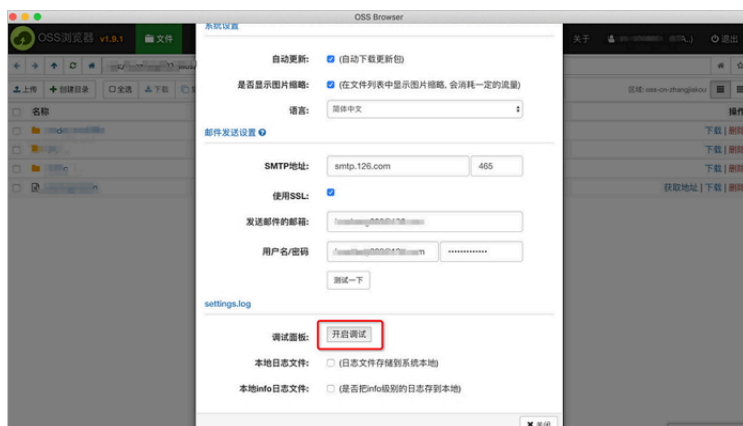 OSS Browser
OSS浏览器 v1.9.1 文件
系统设置
关于 退出
自动更新: (自动下载更新包)
是否显示图片缩略: (在文件列表中显示图片缩略, 会消耗一定的流量)
上传 创建目录 全选 下载
区域: oss-cn-zhangjiakou
语言: 简体中文
名称
操作
邮件发送设置
下载 | 删除
下载 | 删除
SMTP地址: smtp.126.com 465
下载 | 删除
获取地址 | 下载 | 删除
使用SSL:
发送邮件的邮箱:
用户名/密码
测试一下
settings.log
调试面板: 开启调试
本地日志文件: (日志文件存储到系统本地)
本地info日志文件: (是否把info级别的日志存到本地)
关闭